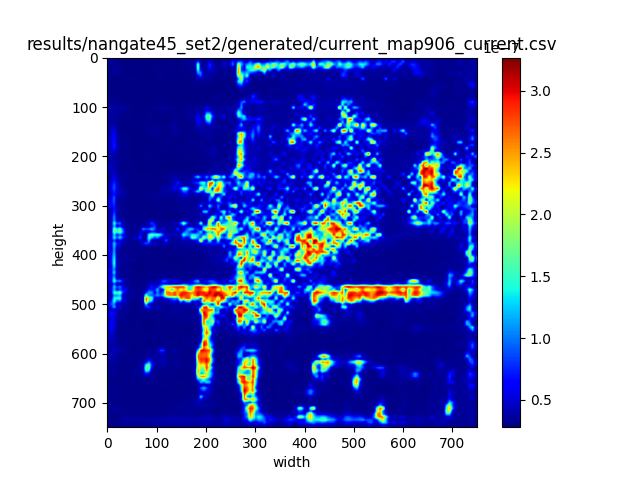 results/nangate45_set2/generated/current_map906_current.csv
1e−7
0
100
200
300
400
500
600
700
height
0 100 200 300 400 500 600 700
width
3.0
2.5
2.0
1.5
1.0
0.5